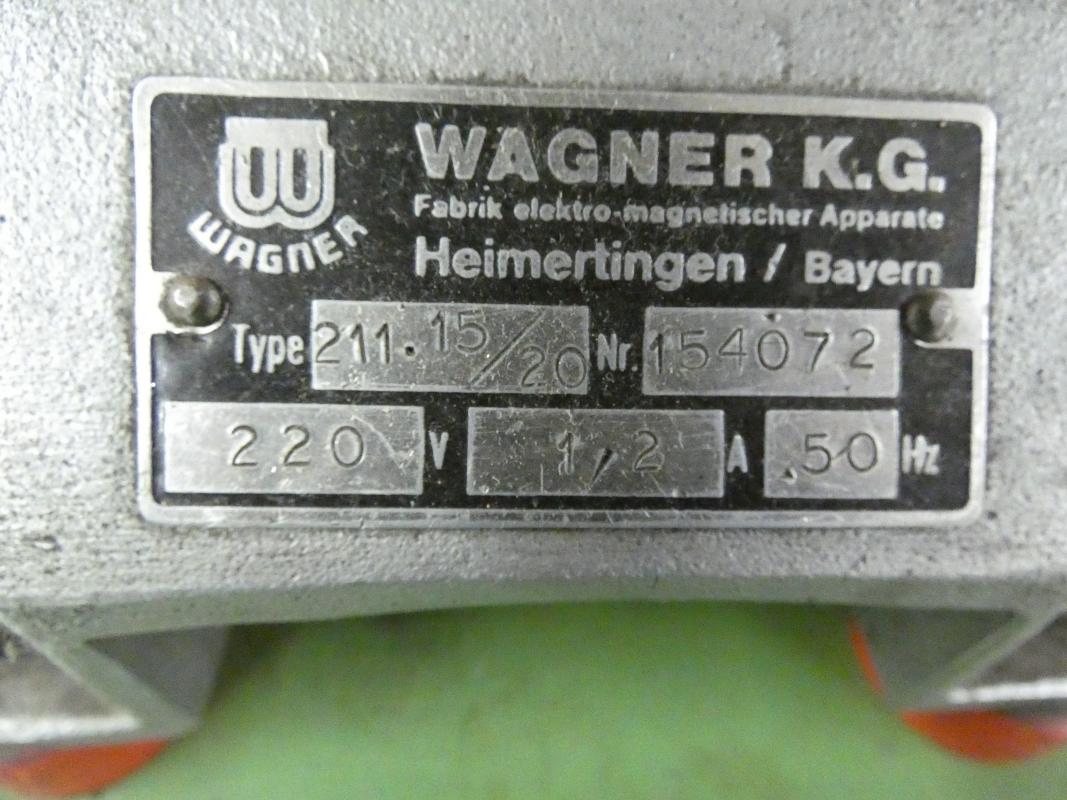 W
WAGNER
WAGNER K.G.
Fabrik elektro-magnetischer Apparate
Heimertingen / Bayern
Type 211.15/20 Nr. 154072
220 V 1,2 A 50 Hz